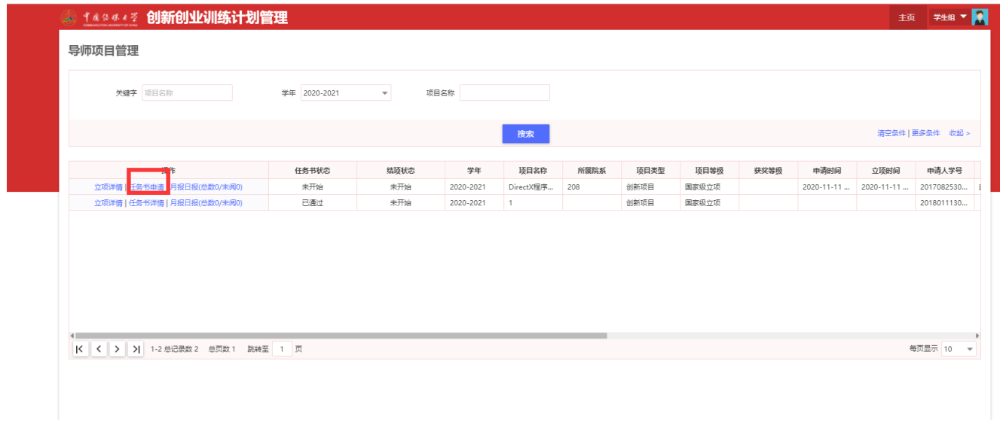 中国传媒大学 创新创业训练计划管理 主页 学生组
COMMUNICATION UNIVERSITY OF CHINA
导师项目管理
关键字 项目名称 学年 2020-2021 项目名称
搜索 清空条件 | 更多条件 收起 >
操作 任务书状态 结项状态 学年 项目名称 所属院系 项目类型 项目等级 获奖等级 申请时间 立项时间 申请人学号
立项详情 | 任务书申请 | 月报日报(总数0/未阅0) 未开始 未开始 2020-2021 DirectX程序... 208 创新项目 国家级立项 2020-11-11 ... 2020-11-11 ... 2017082530...
立项详情 | 任务书详情 | 月报日报(总数0/未阅0) 已通过 未开始 2020-2021 1 创新项目 国家级立项 2018011130...
1-2 总记录数 2 总页数 1 跳转至 1 页 每页显示 10